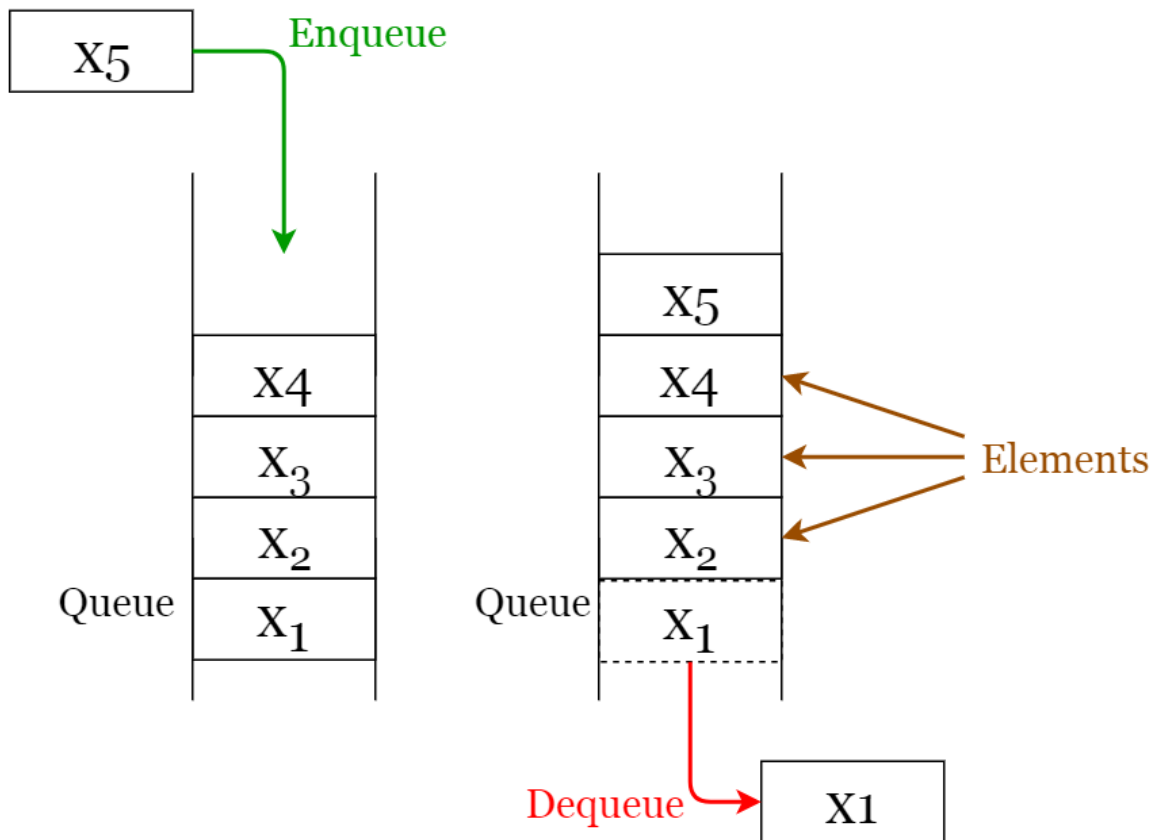 X5
Enqueue
X4
X3
X2
Queue
X1
X5
X4
X3
X2
Elements
Queue
X1
Dequeue
X1